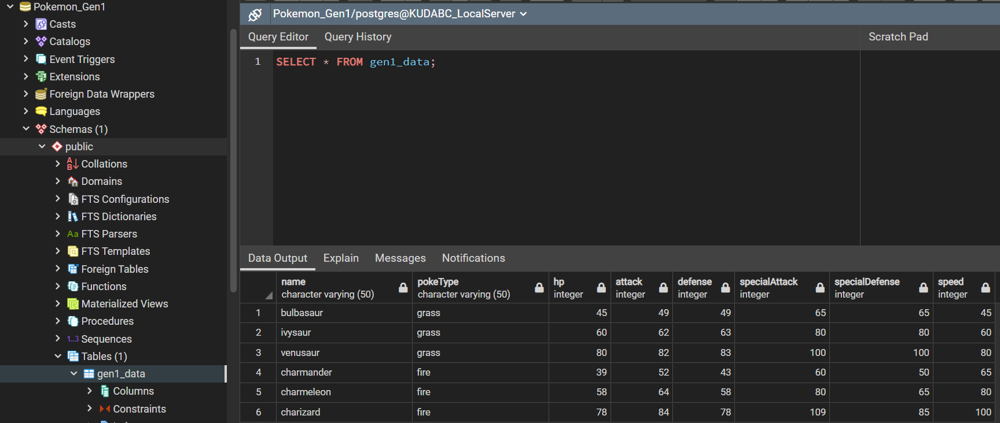 Pokemon_Gen1
Casts
Catalogs
Event Triggers
Extensions
Foreign Data Wrappers
Languages
Schemas (1)
public
Collations
Domains
FTS Configurations
FTS Dictionaries
Aa FTS Parsers
FTS Templates
Foreign Tables
Functions
Materialized Views
Procedures
1..3 Sequences
Tables (1)
gen1_data
Columns
Constraints
Pokemon_Gen1/postgres@KUDABC_LocalServer
Query Editor Query History Scratch Pad
1 SELECT * FROM gen1_data;
Data Output Explain Messages Notifications
name pokeType hp attack defense specialAttack specialDefense speed
character varying (50) character varying (50) integer integer integer integer integer integer
1 bulbasaur grass 45 49 49 65 65 45
2 ivysaur grass 60 62 63 80 80 60
3 venusaur grass 80 82 83 100 100 80
4 charmander fire 39 52 43 60 50 65
5 charmeleon fire 58 64 58 80 65 80
6 charizard fire 78 84 78 109 85 100